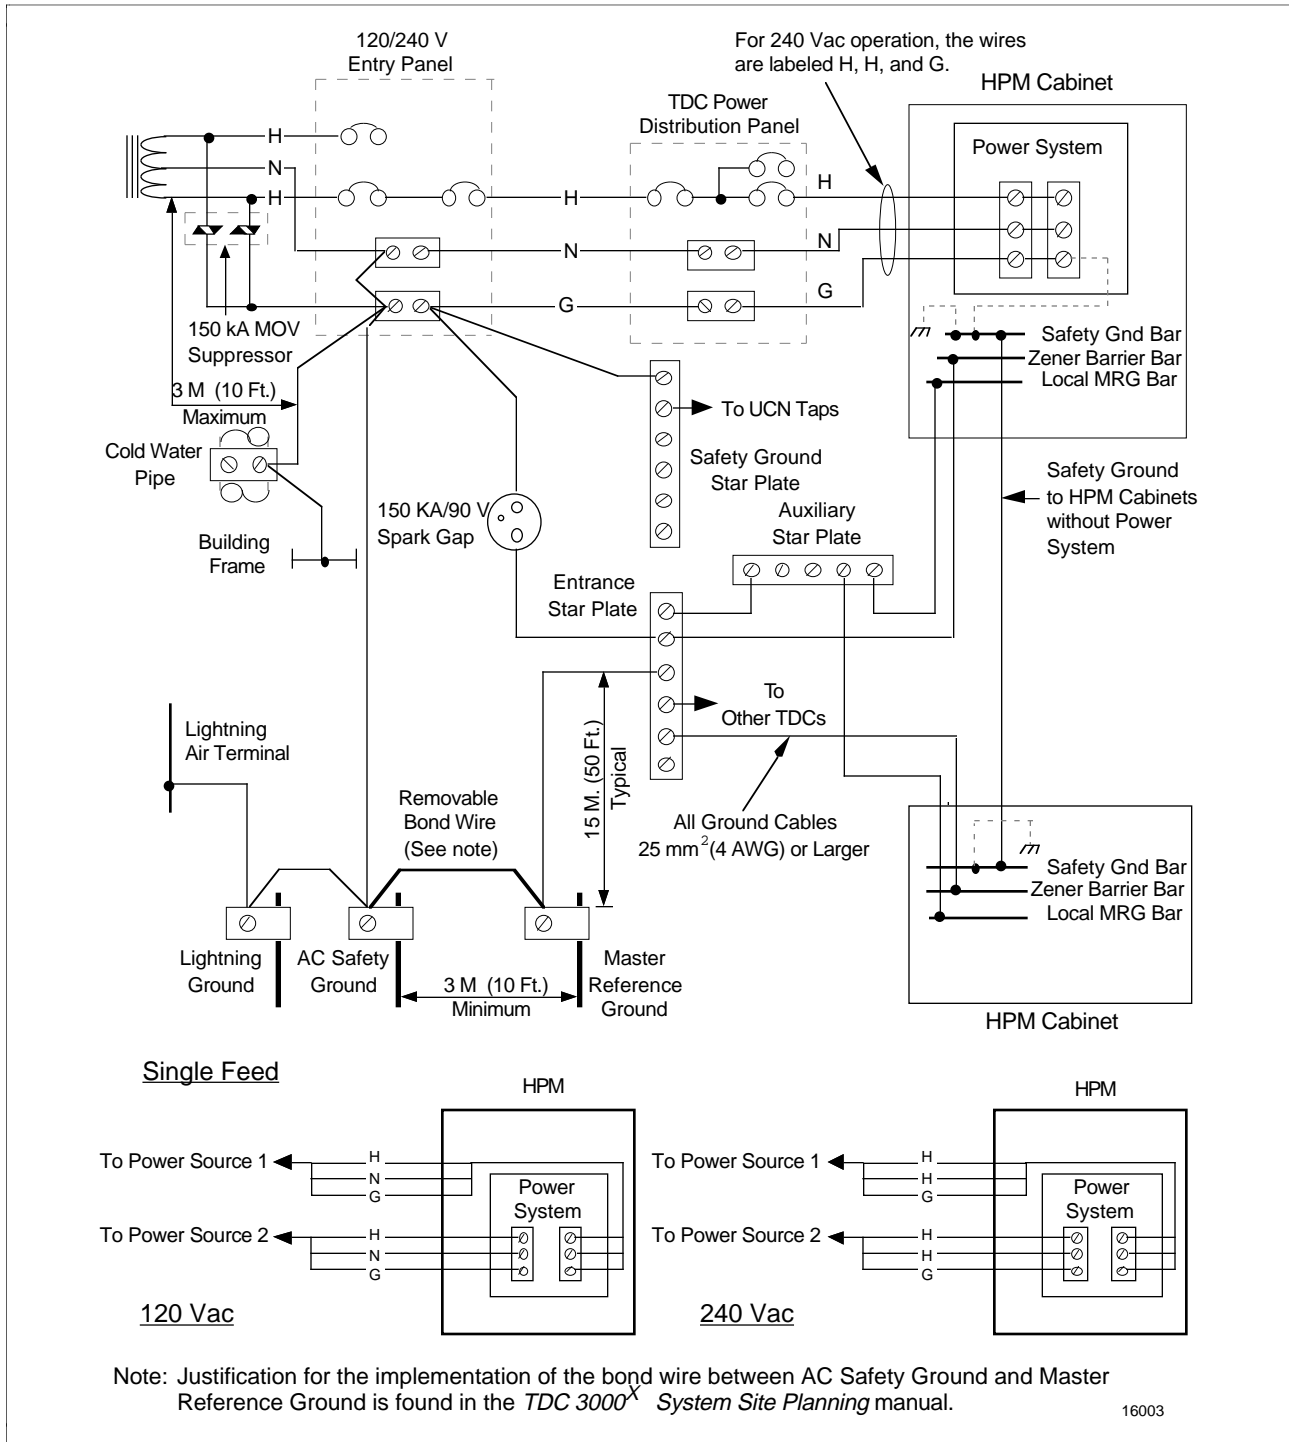 120/240 V
Entry Panel
For 240 Vac operation, the wires
are labeled H, H, and G.
HPM Cabinet
TDC Power
Distribution Panel
Power System
H
N
H
H
H
N
N
G
G
150 kA MOV
Suppressor
3 M (10 Ft.)
Maximum
Safety Gnd Bar
Zener Barrier Bar
Local MRG Bar
To UCN Taps
Cold Water
Pipe
Safety Ground
Star Plate
Safety Ground
to HPM Cabinets
without Power
System
150 KA/90 V
Spark Gap
Auxiliary
Star Plate
Building
Frame
Entrance
Star Plate
To
Other TDCs
Lightning
Air Terminal
15 M. (50 Ft.)
Typical
Removable
Bond Wire
(See note)
All Ground Cables
25 mm2(4 AWG) or Larger
Safety Gnd Bar
Zener Barrier Bar
Local MRG Bar
Lightning
Ground
AC Safety
Ground
3 M (10 Ft.)
Minimum
Master
Reference
Ground
HPM Cabinet
Single Feed
HPM
HPM
To Power Source 1
H
N
G
Power
System
To Power Source 2
H
N
G
120 Vac
To Power Source 1
H
H
G
Power
System
To Power Source 2
H
H
G
240 Vac
Note: Justification for the implementation of the bond wire between AC Safety Ground and Master
Reference Ground is found in the TDC 3000X System Site Planning manual.
16003